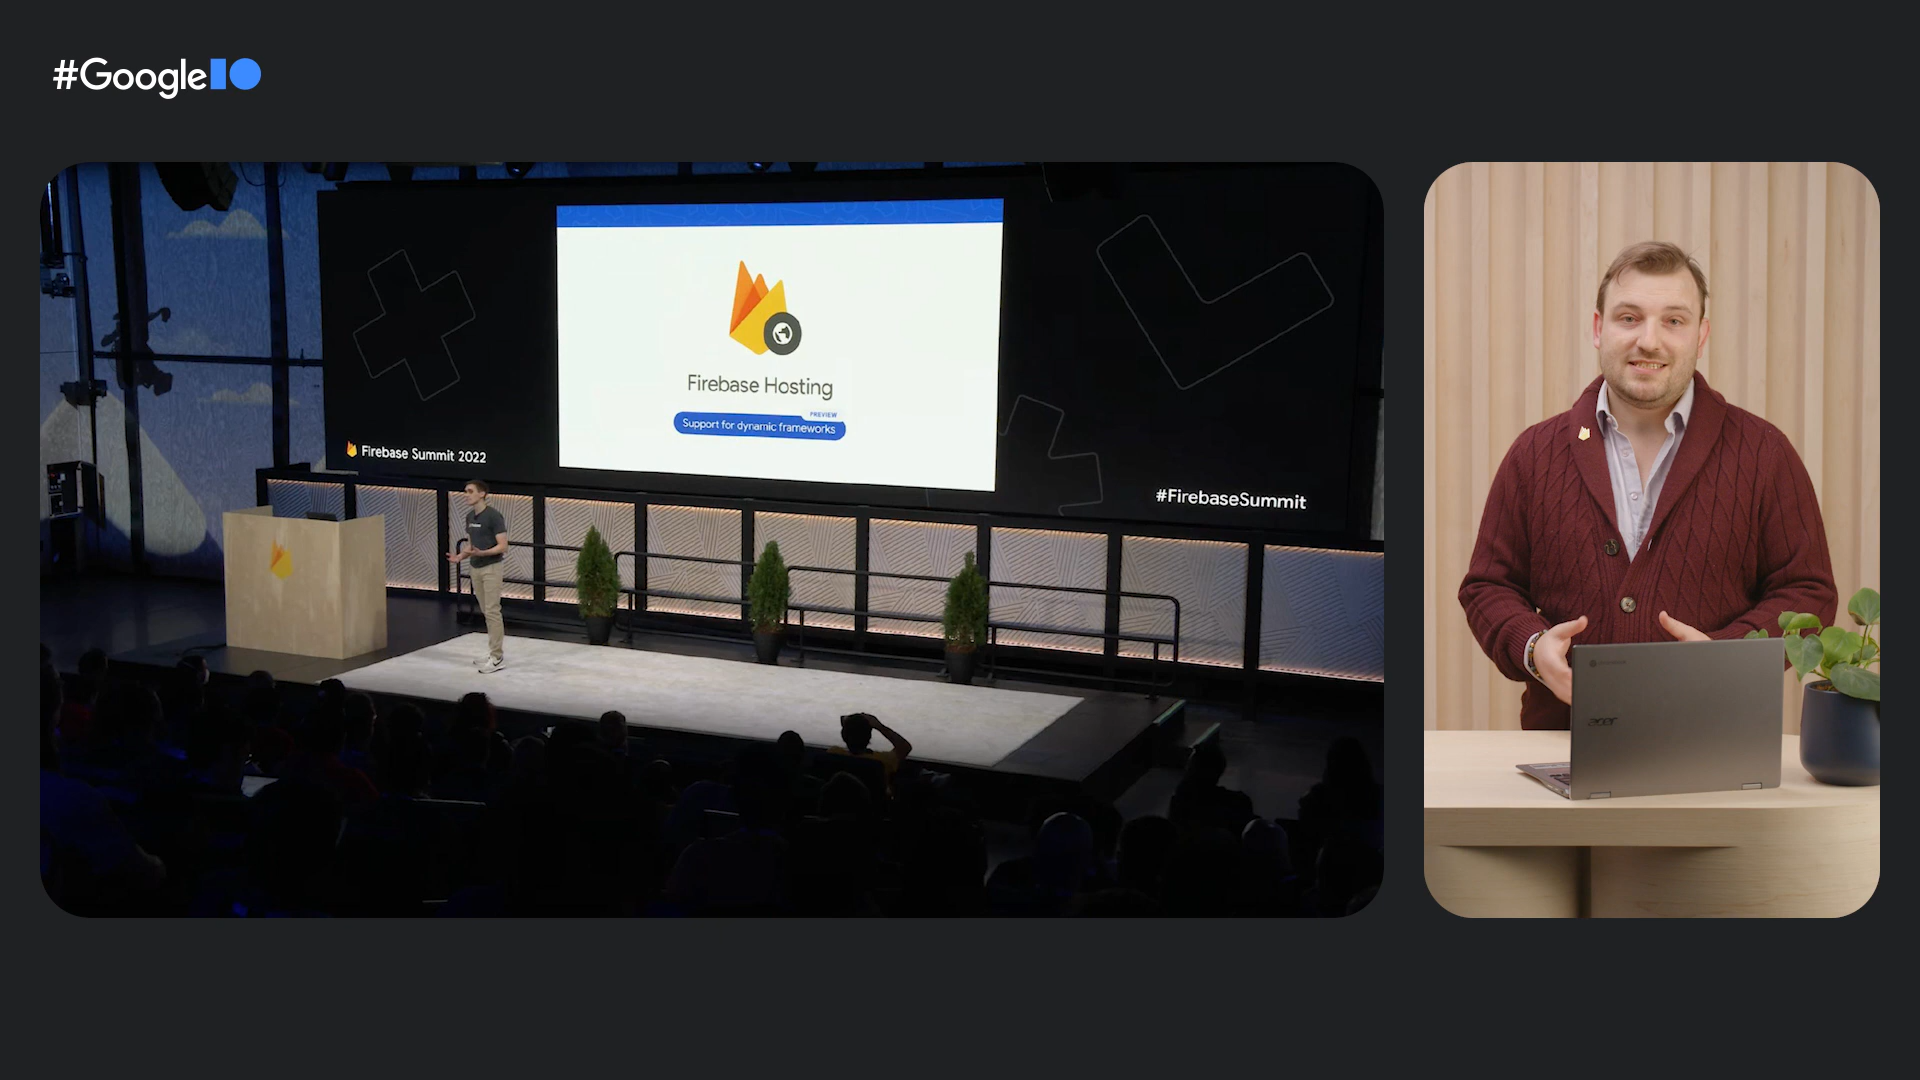 #GoogleIO
Firebase Hosting
PREVIEW
Support for dynamic frameworks
Firebase Summit 2022
#FirebaseSummit
acer